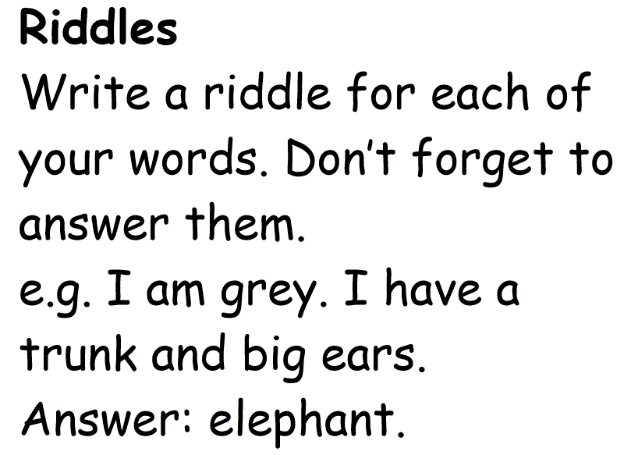 Riddles
Write a riddle for each of
your words. Don't forget to
answer them.
e.g. I am grey. I have a
trunk and big ears.
Answer: elephant.